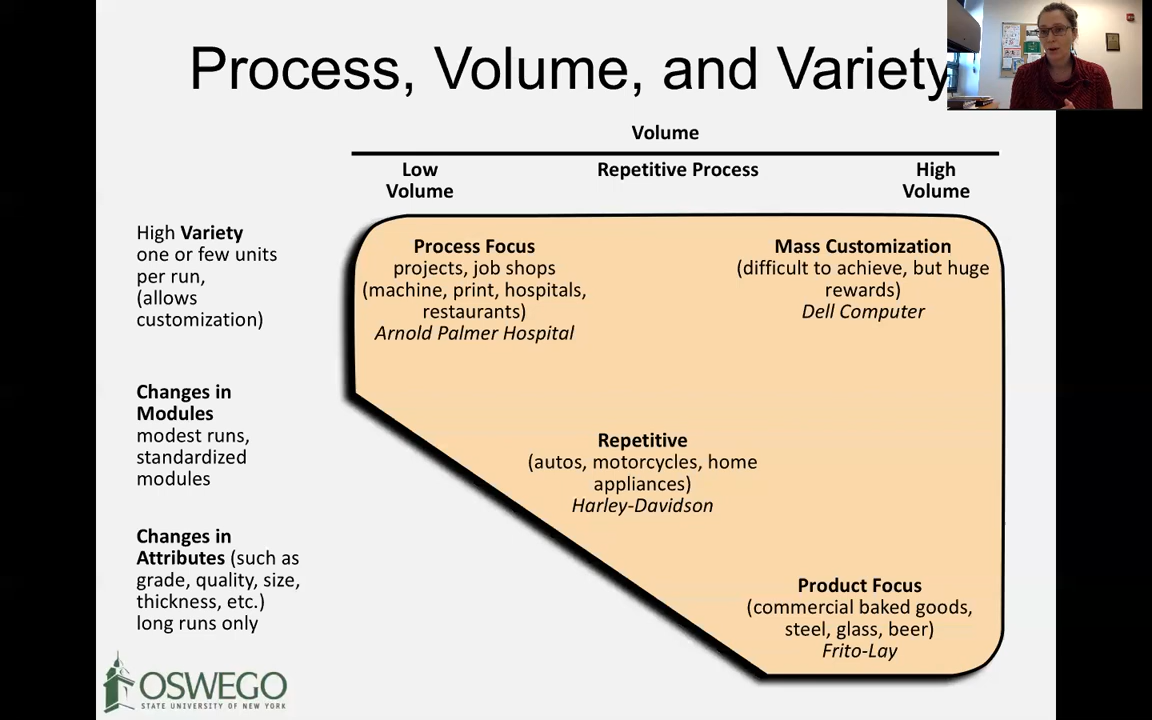 Process, Volume, and Variety
Volume
Low
Volume
Repetitive Process
High
Volume
High Variety
one or few units
per run,
(allows
customization)
Process Focus
projects, job shops
(machine, print, hospitals,
restaurants)
Arnold Palmer Hospital
Mass Customization
(difficult to achieve, but huge
rewards)
Dell Computer
Changes in
Modules
modest runs,
standardized
modules
Repetitive
(autos, motorcycles, home
appliances)
Harley-Davidson
Changes in
Attributes (such as
grade, quality, size,
thickness, etc.)
long runs only
Product Focus
(commercial baked goods,
steel, glass, beer)
Frito-Lay
OSWEGO
STATE UNIVERSITY OF NEW YORK